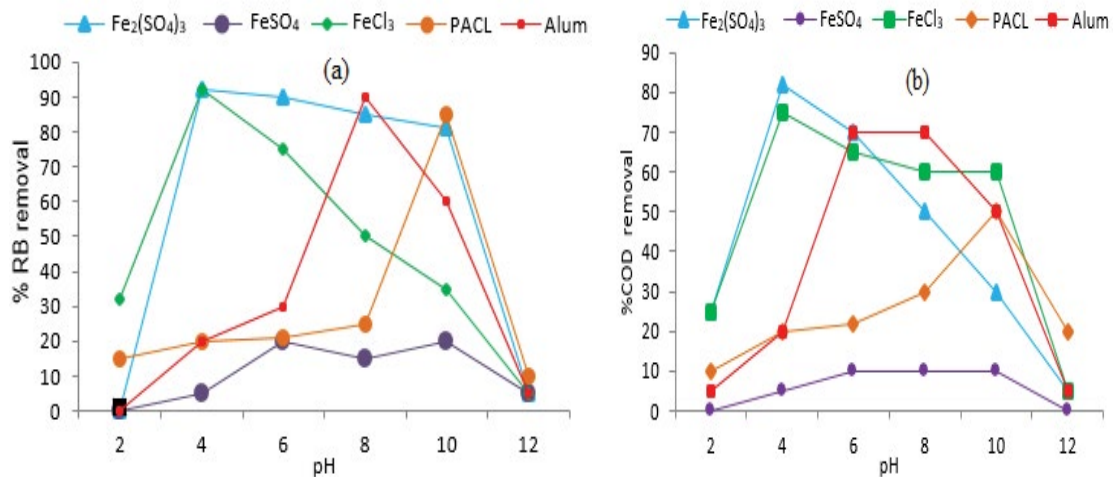 Fe₂(SO₄)₃ FeSO₄ FeCl₃ PACL Alum
(a)
% RB removal
100
90
80
70
60
50
40
30
20
10
0
2 4 6 8 10 12
pH
Fe₂(SO₄)₃ FeSO₄ FeCl₃ PACL Alum
(b)
%COD removal
90
80
70
60
50
40
30
20
10
0
2 4 6 8 10 12
pH